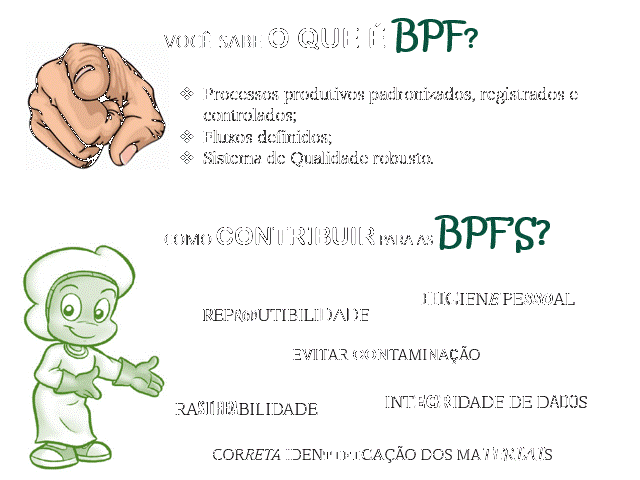 VOCÊ SABE O QUE É BPF?
Processos produtivos padronizados, registrados e
controlados;
Fluxos definidos;
Sistema de Qualidade robusto.
COMO CONTRIBUIR PARA AS BPF'S?
HIGIENE PESSOAL
REPRODUTIBILIDADE
EVITAR CONTAMINAÇÃO
INTEGRIDADE DE DADOS
RASTREABILIDADE
CORRETA IDENTIFICAÇÃO DOS MATERIAIS